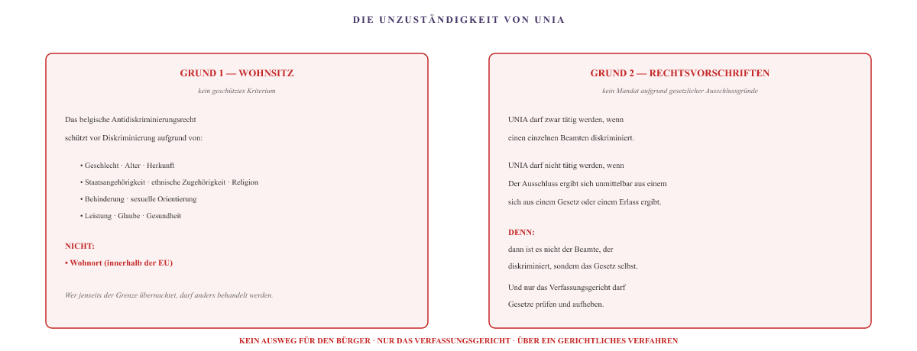 DIE UNZUSTÄNDIGKEIT VON UNIA
GRUND 1 — WOHNSITZ
kein geschütztes Kriterium
Das belgische Antidiskriminierungsrecht
schützt vor Diskriminierung aufgrund von:
• Geschlecht · Alter · Herkunft
• Staatsangehörigkeit · ethnische Zugehörigkeit · Religion
• Behinderung · sexuelle Orientierung
• Leistung · Glaube · Gesundheit
NICHT:
• Wohnort (innerhalb der EU)
Wer jenseits der Grenze übernachtet, darf anders behandelt werden.
GRUND 2 — RECHTSVORSCHRIFTEN
kein Mandat aufgrund gesetzlicher Ausschlussgründe
UNIA darf zwar tätig werden, wenn
einen einzelnen Beamten diskriminiert.
UNIA darf nicht tätig werden, wenn
Der Ausschluss ergibt sich unmittelbar aus einem
sich aus einem Gesetz oder einem Erlass ergibt.
DENN:
dann ist es nicht der Beamte, der
diskriminiert, sondern das Gesetz selbst.
Und nur das Verfassungsgericht darf
Gesetze prüfen und aufheben.
KEIN AUSWEG FÜR DEN BÜRGER · NUR DAS VERFASSUNGSGERICHT · ÜBER EIN GERICHTLICHES VERFAHREN